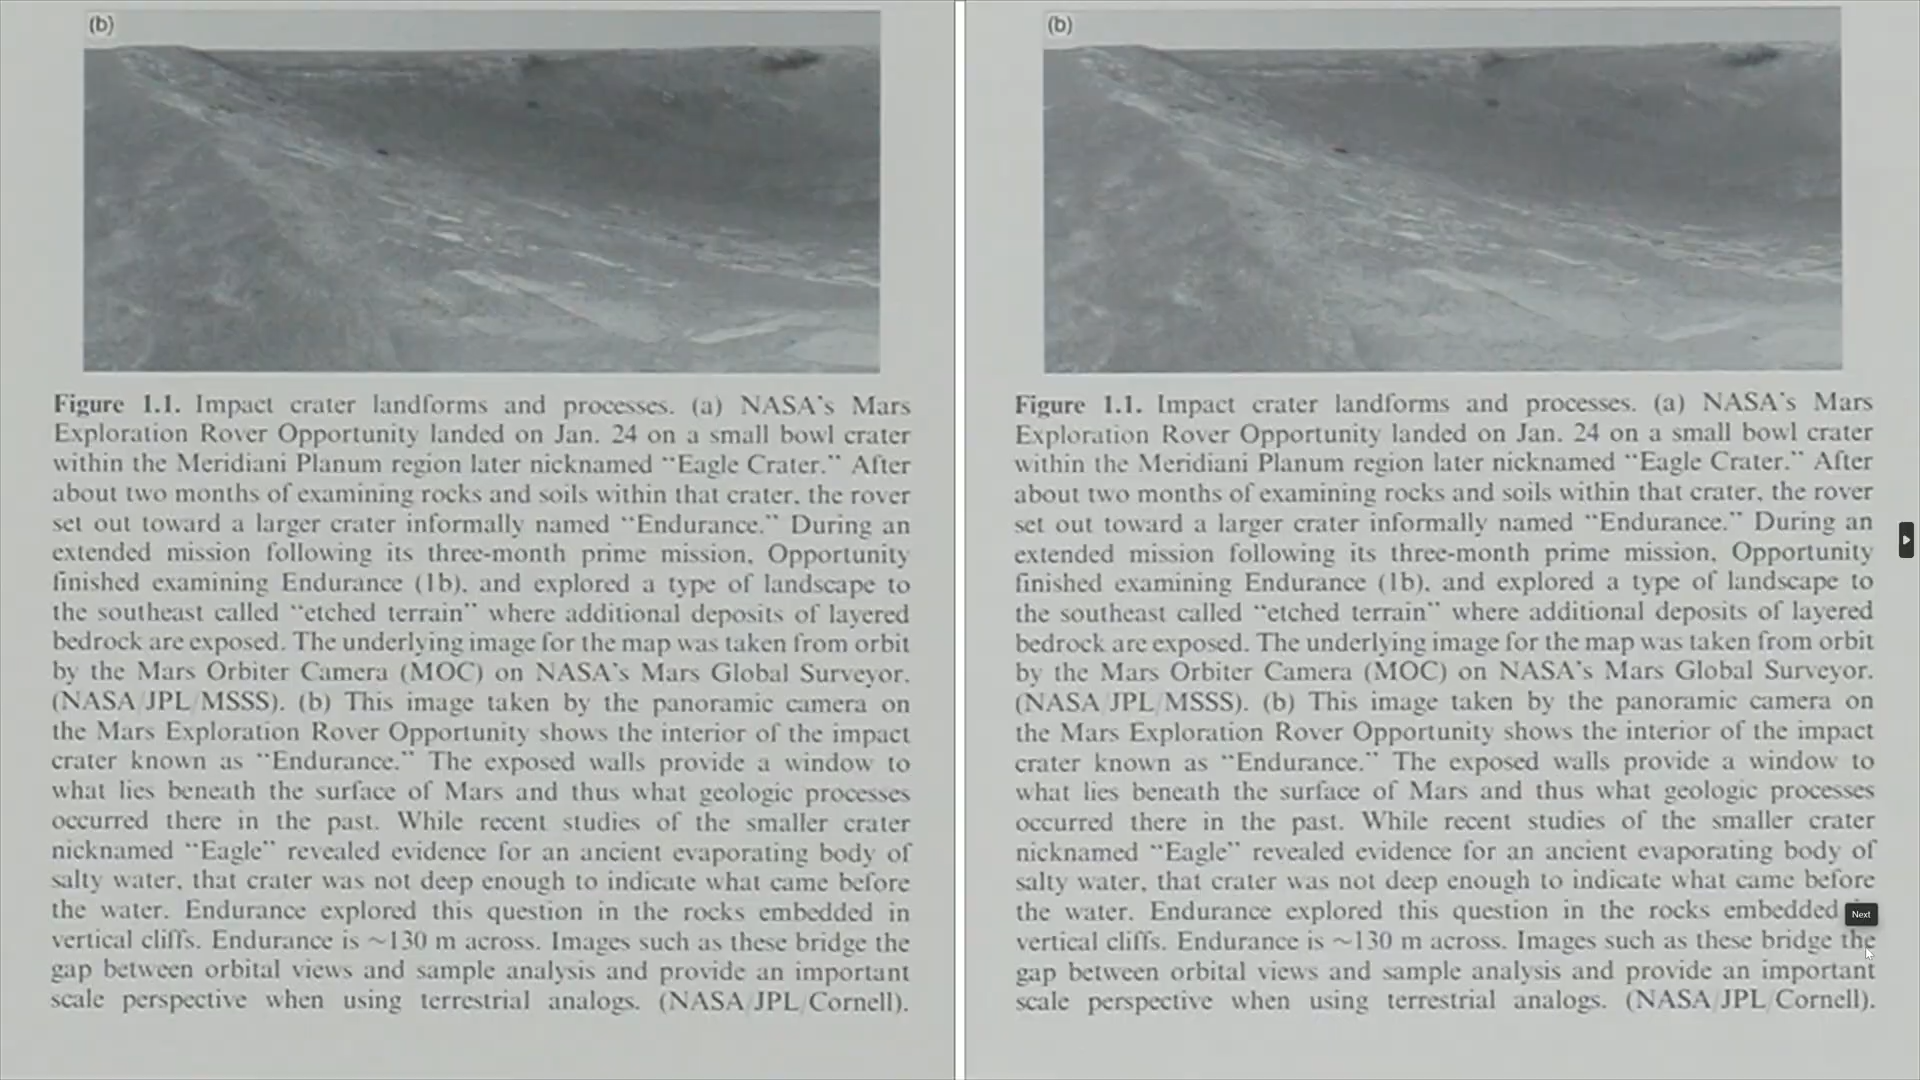 (b)
Figure 1.1. Impact crater landforms and processes. (a) NASA's Mars
Exploration Rover Opportunity landed on Jan. 24 on a small bowl crater
within the Meridiani Planum region later nicknamed "Eagle Crater." After
about two months of examining rocks and soils within that crater, the rover
set out toward a larger crater informally named "Endurance." During an
extended mission following its three-month prime mission, Opportunity
finished examining Endurance (1b), and explored a type of landscape to
the southeast called "etched terrain" where additional deposits of layered
bedrock are exposed. The underlying image for the map was taken from orbit
by the Mars Orbiter Camera (MOC) on NASA's Mars Global Surveyor.
(NASA/JPL/MSSS). (b) This image taken by the panoramic camera on
the Mars Exploration Rover Opportunity shows the interior of the impact
crater known as "Endurance." The exposed walls provide a window to
what lies beneath the surface of Mars and thus what geologic processes
occurred there in the past. While recent studies of the smaller crater
nicknamed "Eagle" revealed evidence for an ancient evaporating body of
salty water, that crater was not deep enough to indicate what came before
the water. Endurance explored this question in the rocks embedded in
vertical cliffs. Endurance is ~130 m across. Images such as these bridge the
gap between orbital views and sample analysis and provide an important
scale perspective when using terrestrial analogs. (NASA/JPL/Cornell).
(b)
Figure 1.1. Impact crater landforms and processes. (a) NASA's Mars
Exploration Rover Opportunity landed on Jan. 24 on a small bowl crater
within the Meridiani Planum region later nicknamed "Eagle Crater." After
about two months of examining rocks and soils within that crater, the rover
set out toward a larger crater informally named "Endurance." During an
extended mission following its three-month prime mission, Opportunity
finished examining Endurance (1b), and explored a type of landscape to
the southeast called "etched terrain" where additional deposits of layered
bedrock are exposed. The underlying image for the map was taken from orbit
by the Mars Orbiter Camera (MOC) on NASA's Mars Global Surveyor.
(NASA/JPL/MSSS). (b) This image taken by the panoramic camera on
the Mars Exploration Rover Opportunity shows the interior of the impact
crater known as "Endurance." The exposed walls provide a window to
what lies beneath the surface of Mars and thus what geologic processes
occurred there in the past. While recent studies of the smaller crater
nicknamed "Eagle" revealed evidence for an ancient evaporating body of
salty water, that crater was not deep enough to indicate what came before
the water. Endurance explored this question in the rocks embedded
Next
vertical cliffs. Endurance is ~130 m across. Images such as these bridge the
gap between orbital views and sample analysis and provide an important
scale perspective when using terrestrial analogs. (NASA/JPL/Cornell).